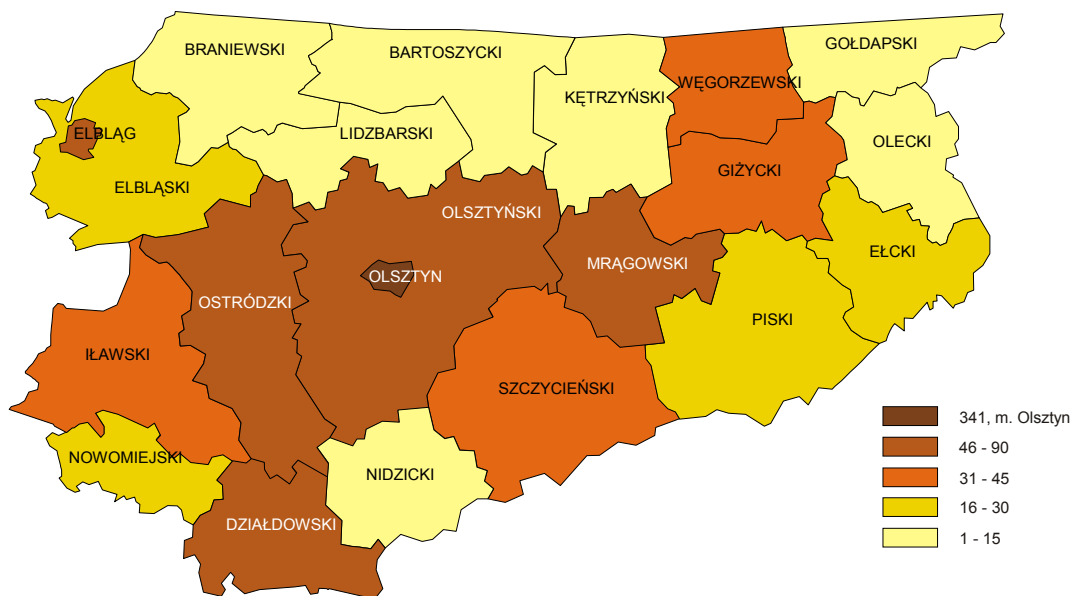 BRANIEWSKI
BARTOSZYCKI
GOŁDAPSKI
WĘGORZEWSKI
KĘTRZYŃSKI
ELBLĄG
LIDZBARSKI
OLECKI
GIŻYCKI
ELBLĄSKI
OLSZTYŃSKI
EŁCKI
MRĄGOWSKI
OLSZTYN
OSTRÓDZKI
PISKI
IŁAWSKI
SZCZYCIEŃSKI
NOWOMIEJSKI
NIDZICKI
DZIAŁDOWSKI
341, m. Olsztyn
46 - 90
31 - 45
16 - 30
1 - 15